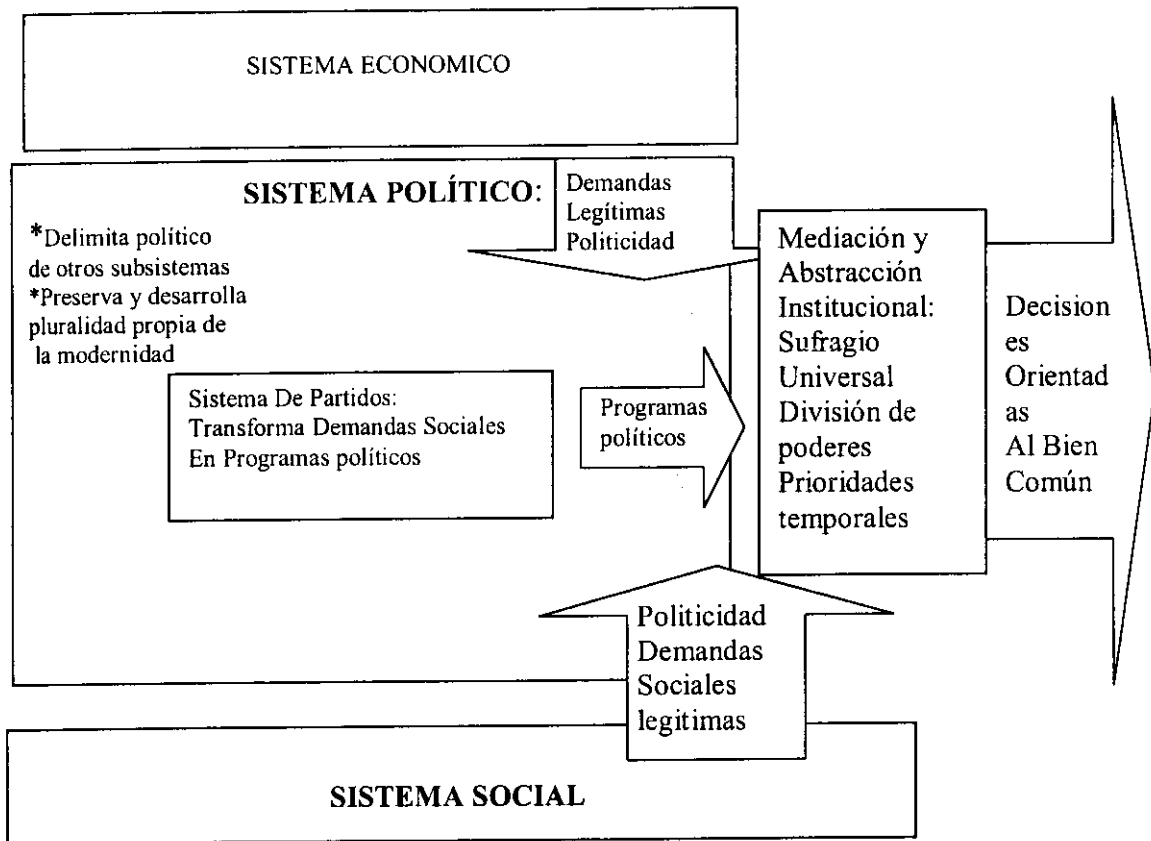 SISTEMA ECONOMICO
SISTEMA POLÍTICO:
*Delimita político
de otros subsistemas
*Preserva y desarrolla
pluralidad propia de
la modernidad
Demandas
Legítimas
Politicidad
Sistema De Partidos:
Transforma Demandas Sociales
En Programas políticos
Programas
políticos
Mediación y
Abstracción
Institucional:
Sufragio
Universal
División de
poderes
Prioridades
temporales
Decision
es
Orientad
as
Al Bien
Común
Politicidad
Demandas
Sociales
legitimas
SISTEMA SOCIAL